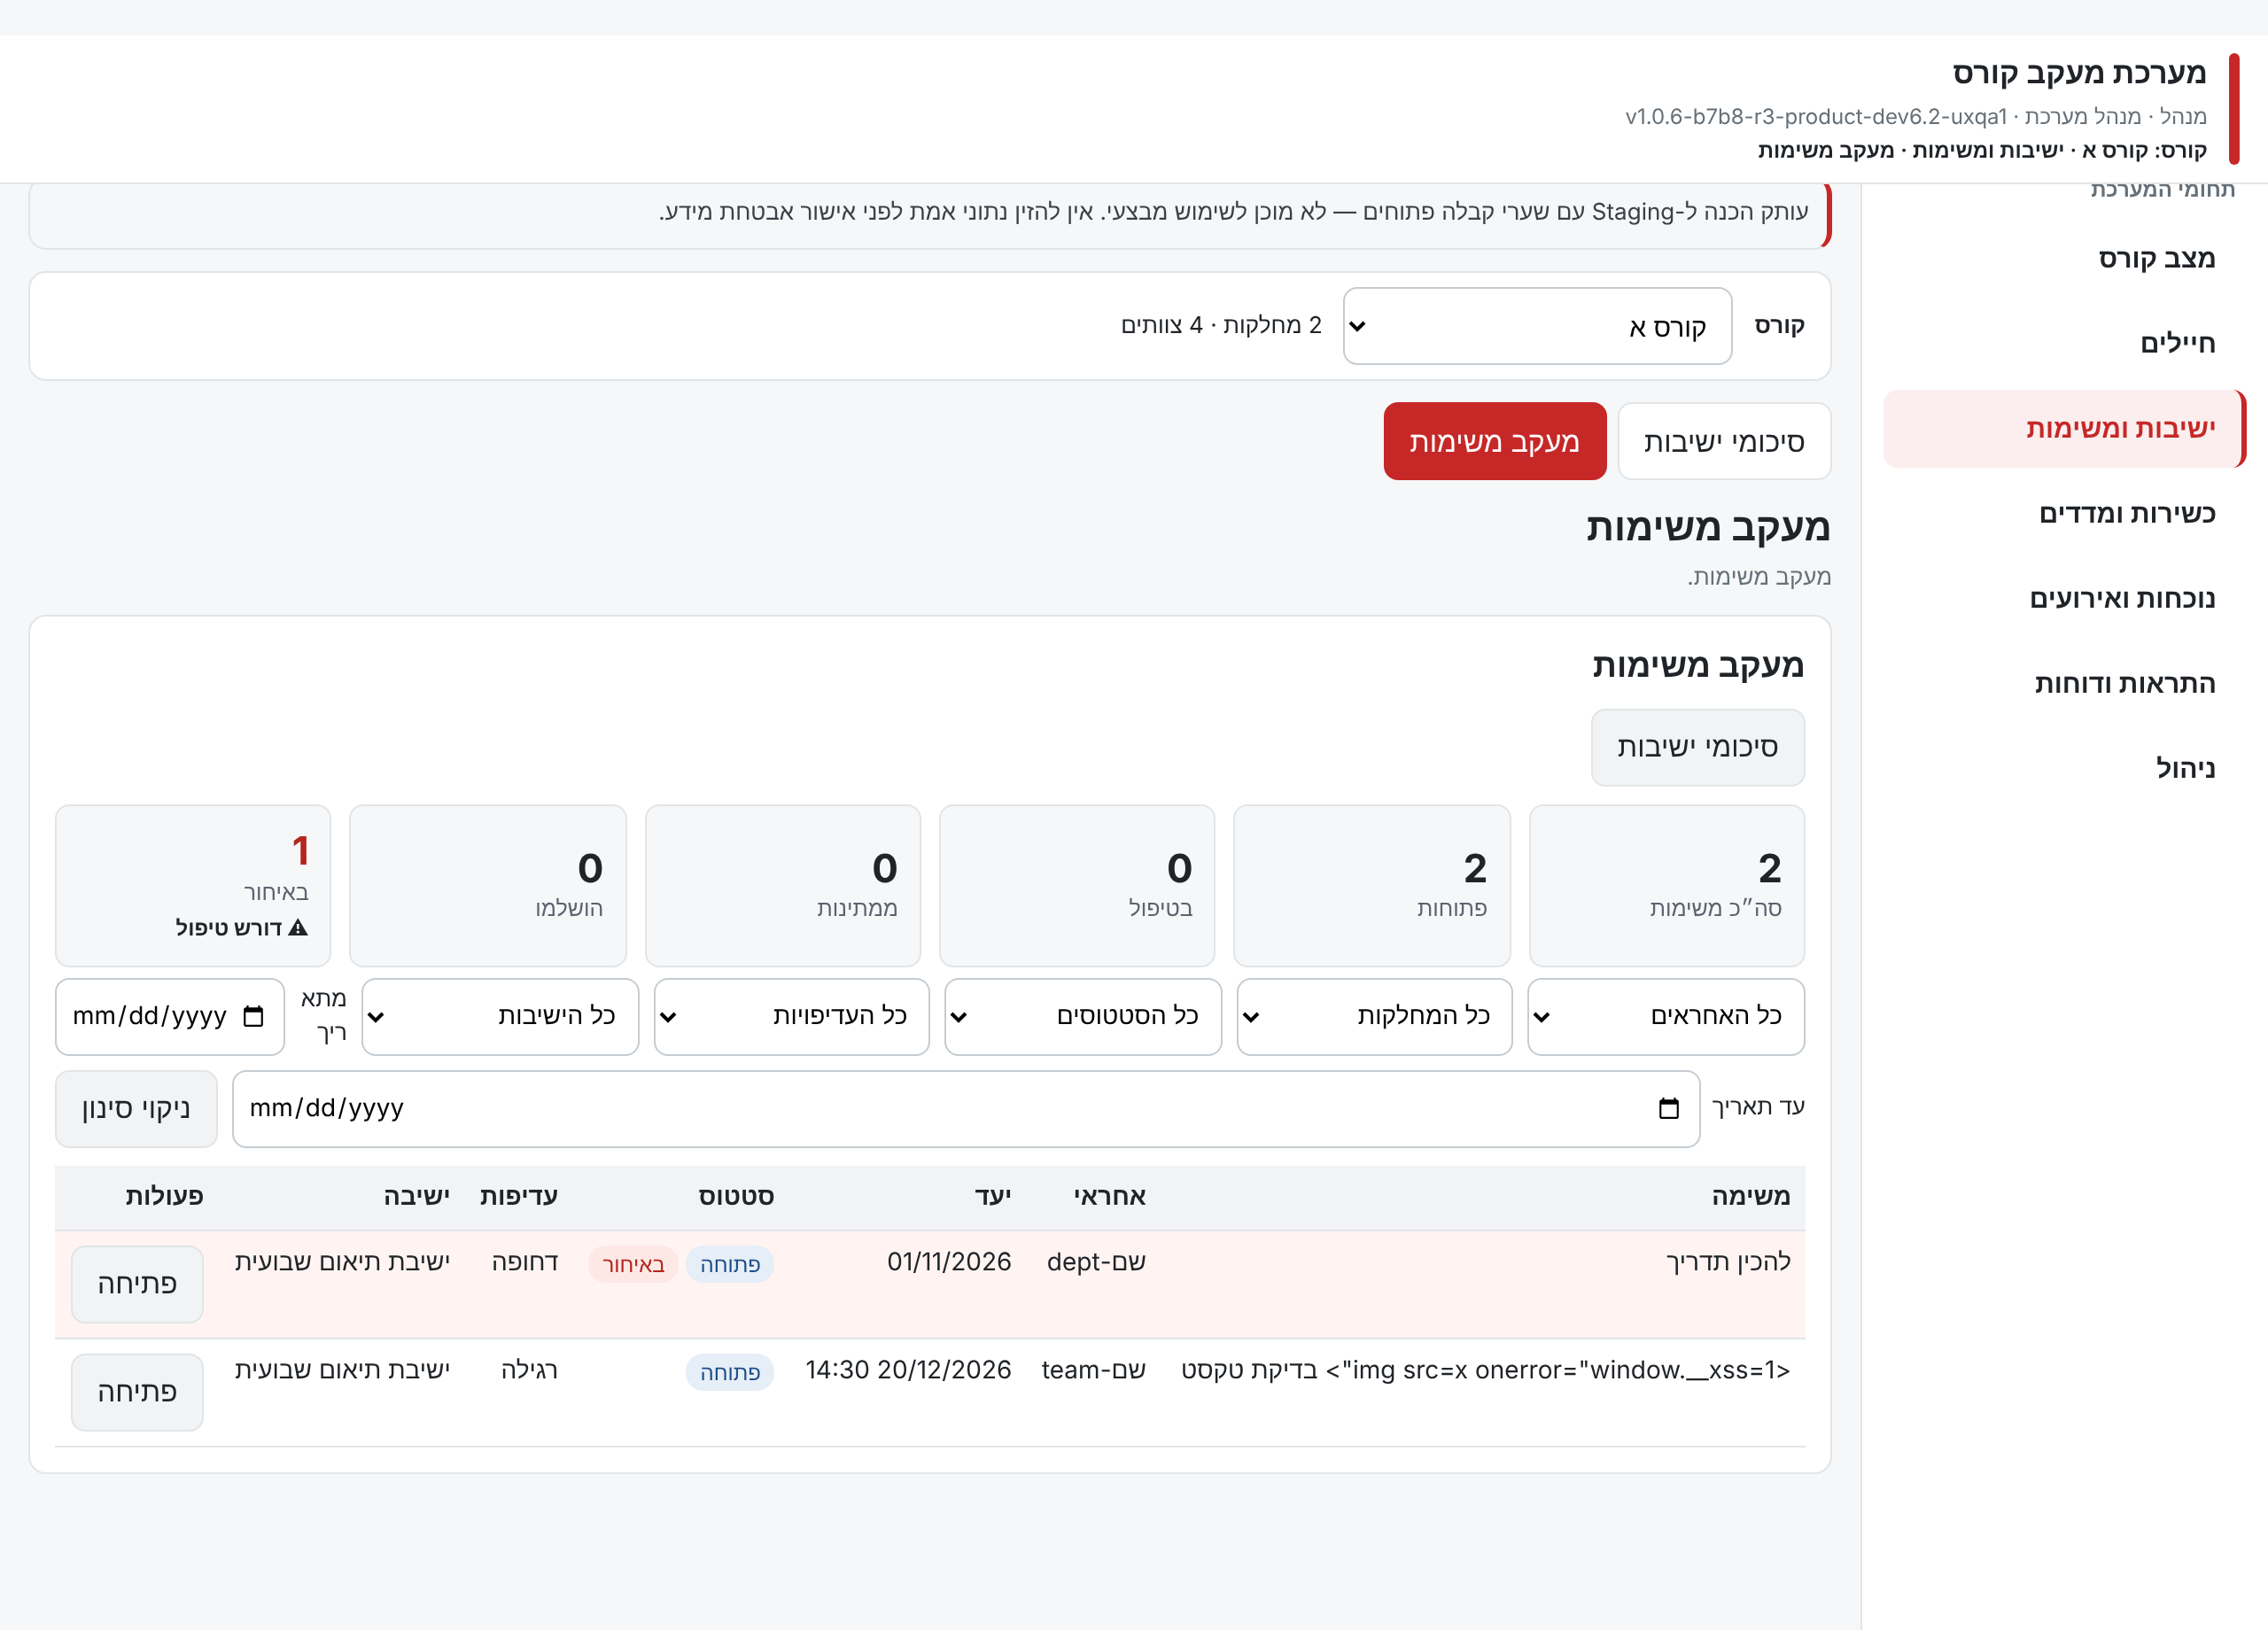 מערכת מעקב קורס
מנהל · מנהל מערכת · v1.0.6-b7b8-r3-product-dev6.2-uxqa1
קורס: קורס א · ישיבות ומשימות · מעקב משימות
תחומי המערכת
מצב קורס
חיילים
ישיבות ומשימות
כשירות ומדדים
נוכחות ואירועים
התראות ודוחות
ניהול
עותק הכנה ל-Staging עם שערי קבלה פתוחים — לא מוכן לשימוש מבצעי. אין להזין נתוני אמת לפני אישור אבטחת מידע.
קורס קורס א 2 מחלקות · 4 צוותים
סיכומי ישיבות מעקב משימות
מעקב משימות
מעקב משימות.
מעקב משימות
סיכומי ישיבות
2 2 0 0 0 1
סה״כ משימות פתוחות בטיפול ממתינות הושלמו באיחור
⚠ דורש טיפול
כל האחראים כל המחלקות כל הסטטוסים כל העדיפויות כל הישיבות מתא
ריך mm/dd/yyyy
עד תאריך mm/dd/yyyy ניקוי סינון
משימה אחראי יעד סטטוס עדיפות ישיבה פעולות
להכין תדריך שם-dept 01/11/2026 פתוחה באיחור דחופה ישיבת תיאום שבועית פתיחה
<img src=x onerror="window.__xss=1"> בדיקת טקסט שם-team 20/12/2026 14:30 פתוחה רגילה ישיבת תיאום שבועית פתיחה